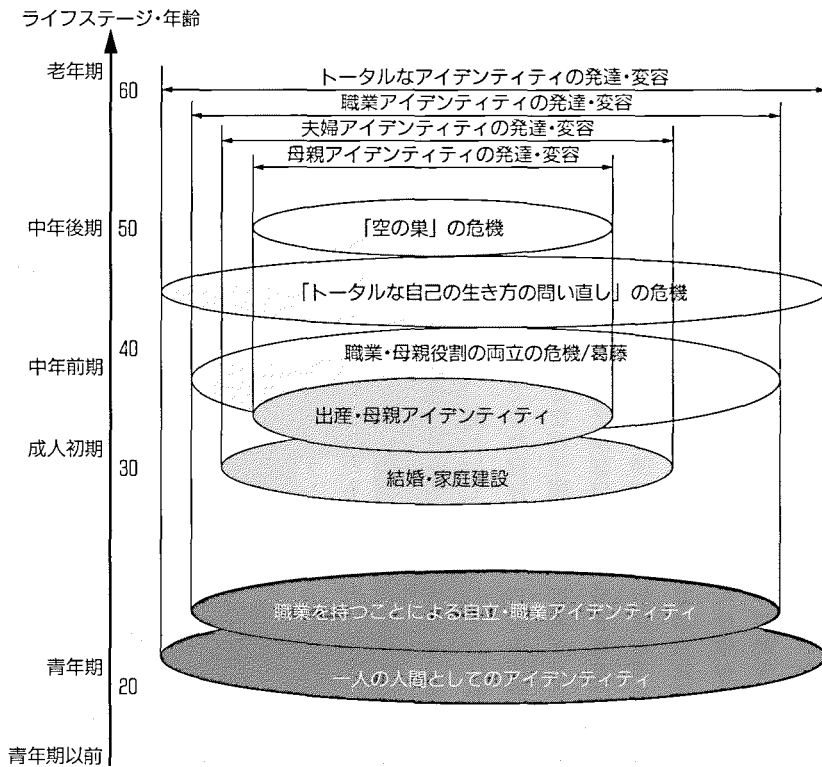 ライフステージ・年齢
老年期
60
トータルなアイデンティティの発達・変容
職業アイデンティティの発達・変容
夫婦アイデンティティの発達・変容
母親アイデンティティの発達・変容
中年後期
50
「空の巣」の危機
「トータルな自己の生き方の問い直し」の危機
40
中年前期
職業・母親役割の両立の危機/葛藤
出産・母親アイデンティティ
成人初期
30
結婚・家庭建設
職業を持つことによる自立・職業アイデンティティ
青年期
20
一人の人間としてのアイデンティティ
青年期以前